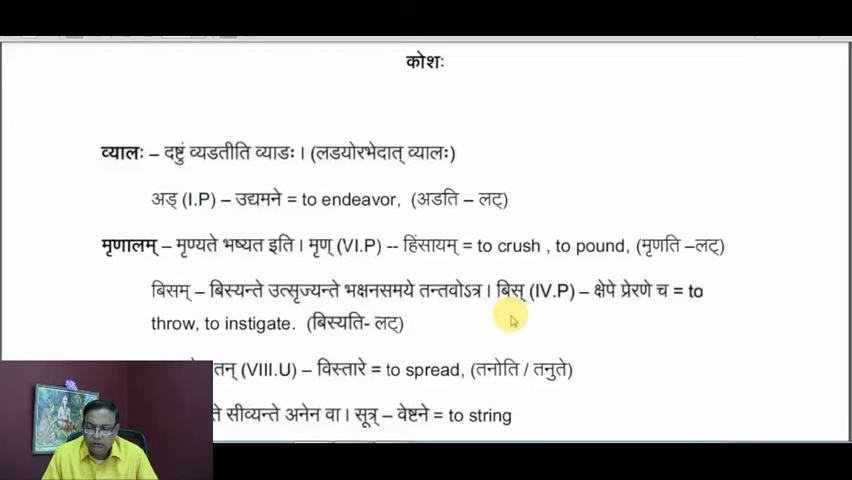 कोशः
व्यालः – दष्टुं व्यडतीति व्याडः । (लडयोरभेदात् व्यालः)
अड् (I.P) – उद्यमने = to endeavor, (अडति – लट्)
मृणालम् – मृण्यते भष्यत इति । मृण् (VI.P) -- हिंसायम् = to crush , to pound, (मृणति –लट्)
बिसम् – बिस्यन्ते उत्सृज्यन्ते भक्षनसमये तन्तवोऽत्र । बिस् (IV.P) – क्षेपे प्रेरणे च = to
throw, to instigate. (बिस्यति- लट्)
तन् (VIII.U) – विस्तारे = to spread, (तनोति / तनुते)
सीव्यन्ते अनेन वा । सूत्र् – वेष्टने = to string